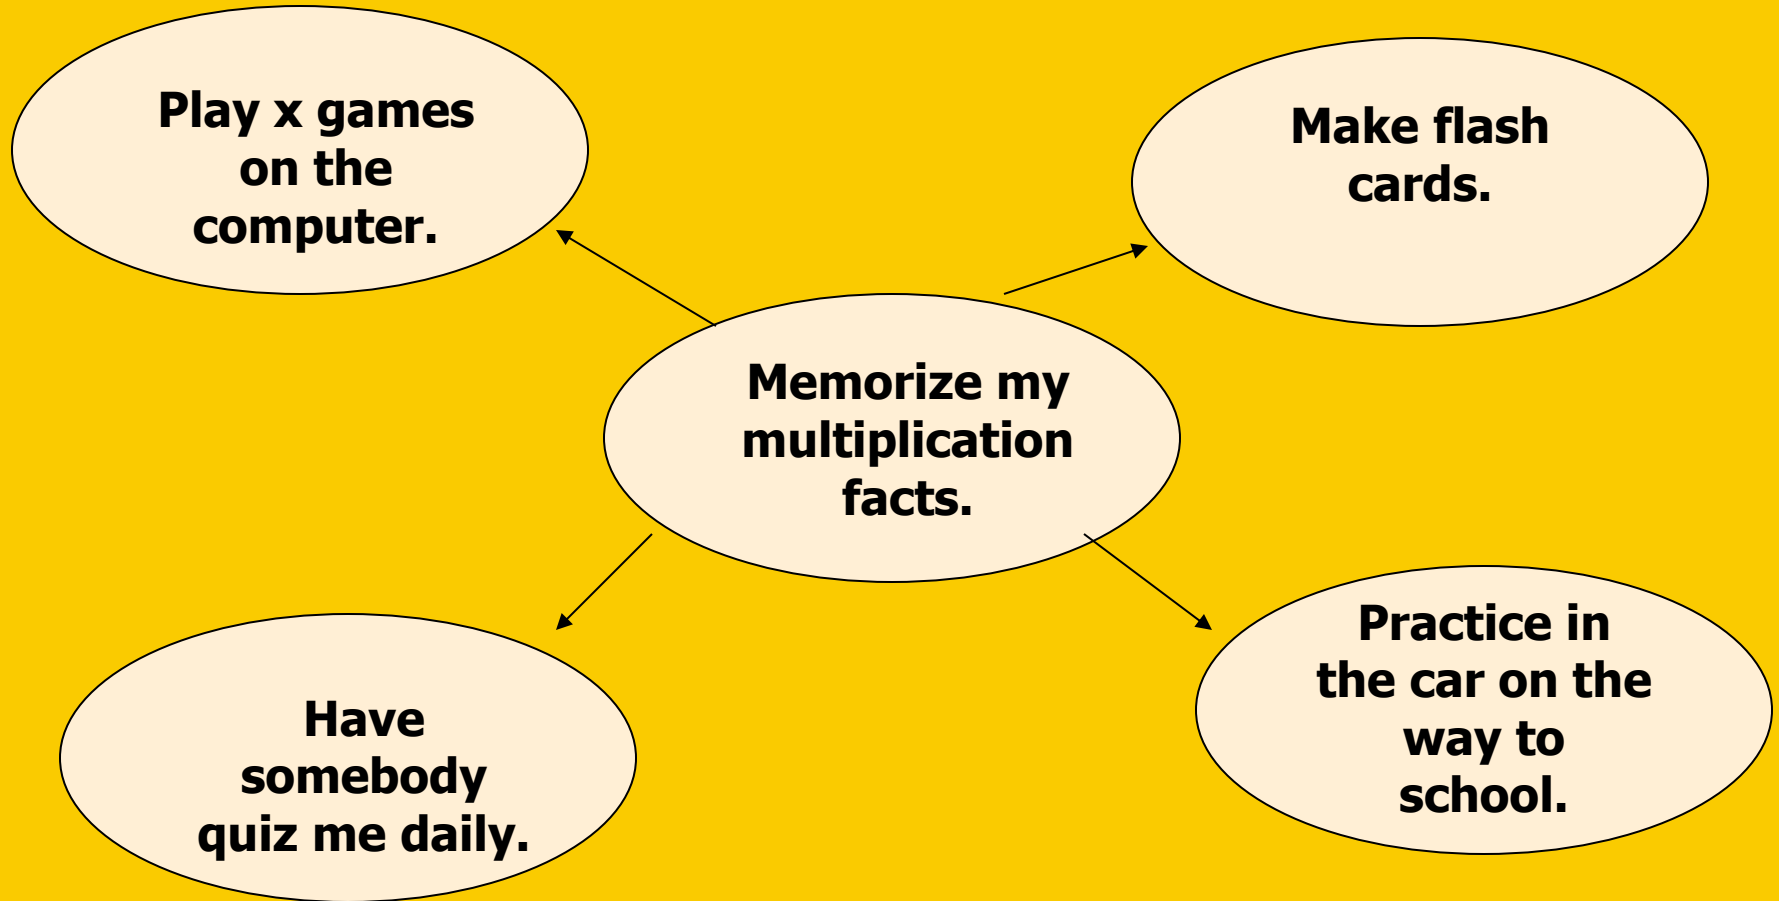 Play x games
on the
computer.
Make flash
cards.
Memorize my
multiplication
facts.
Have
somebody
quiz me daily.
Practice in
the car on the
way to
school.